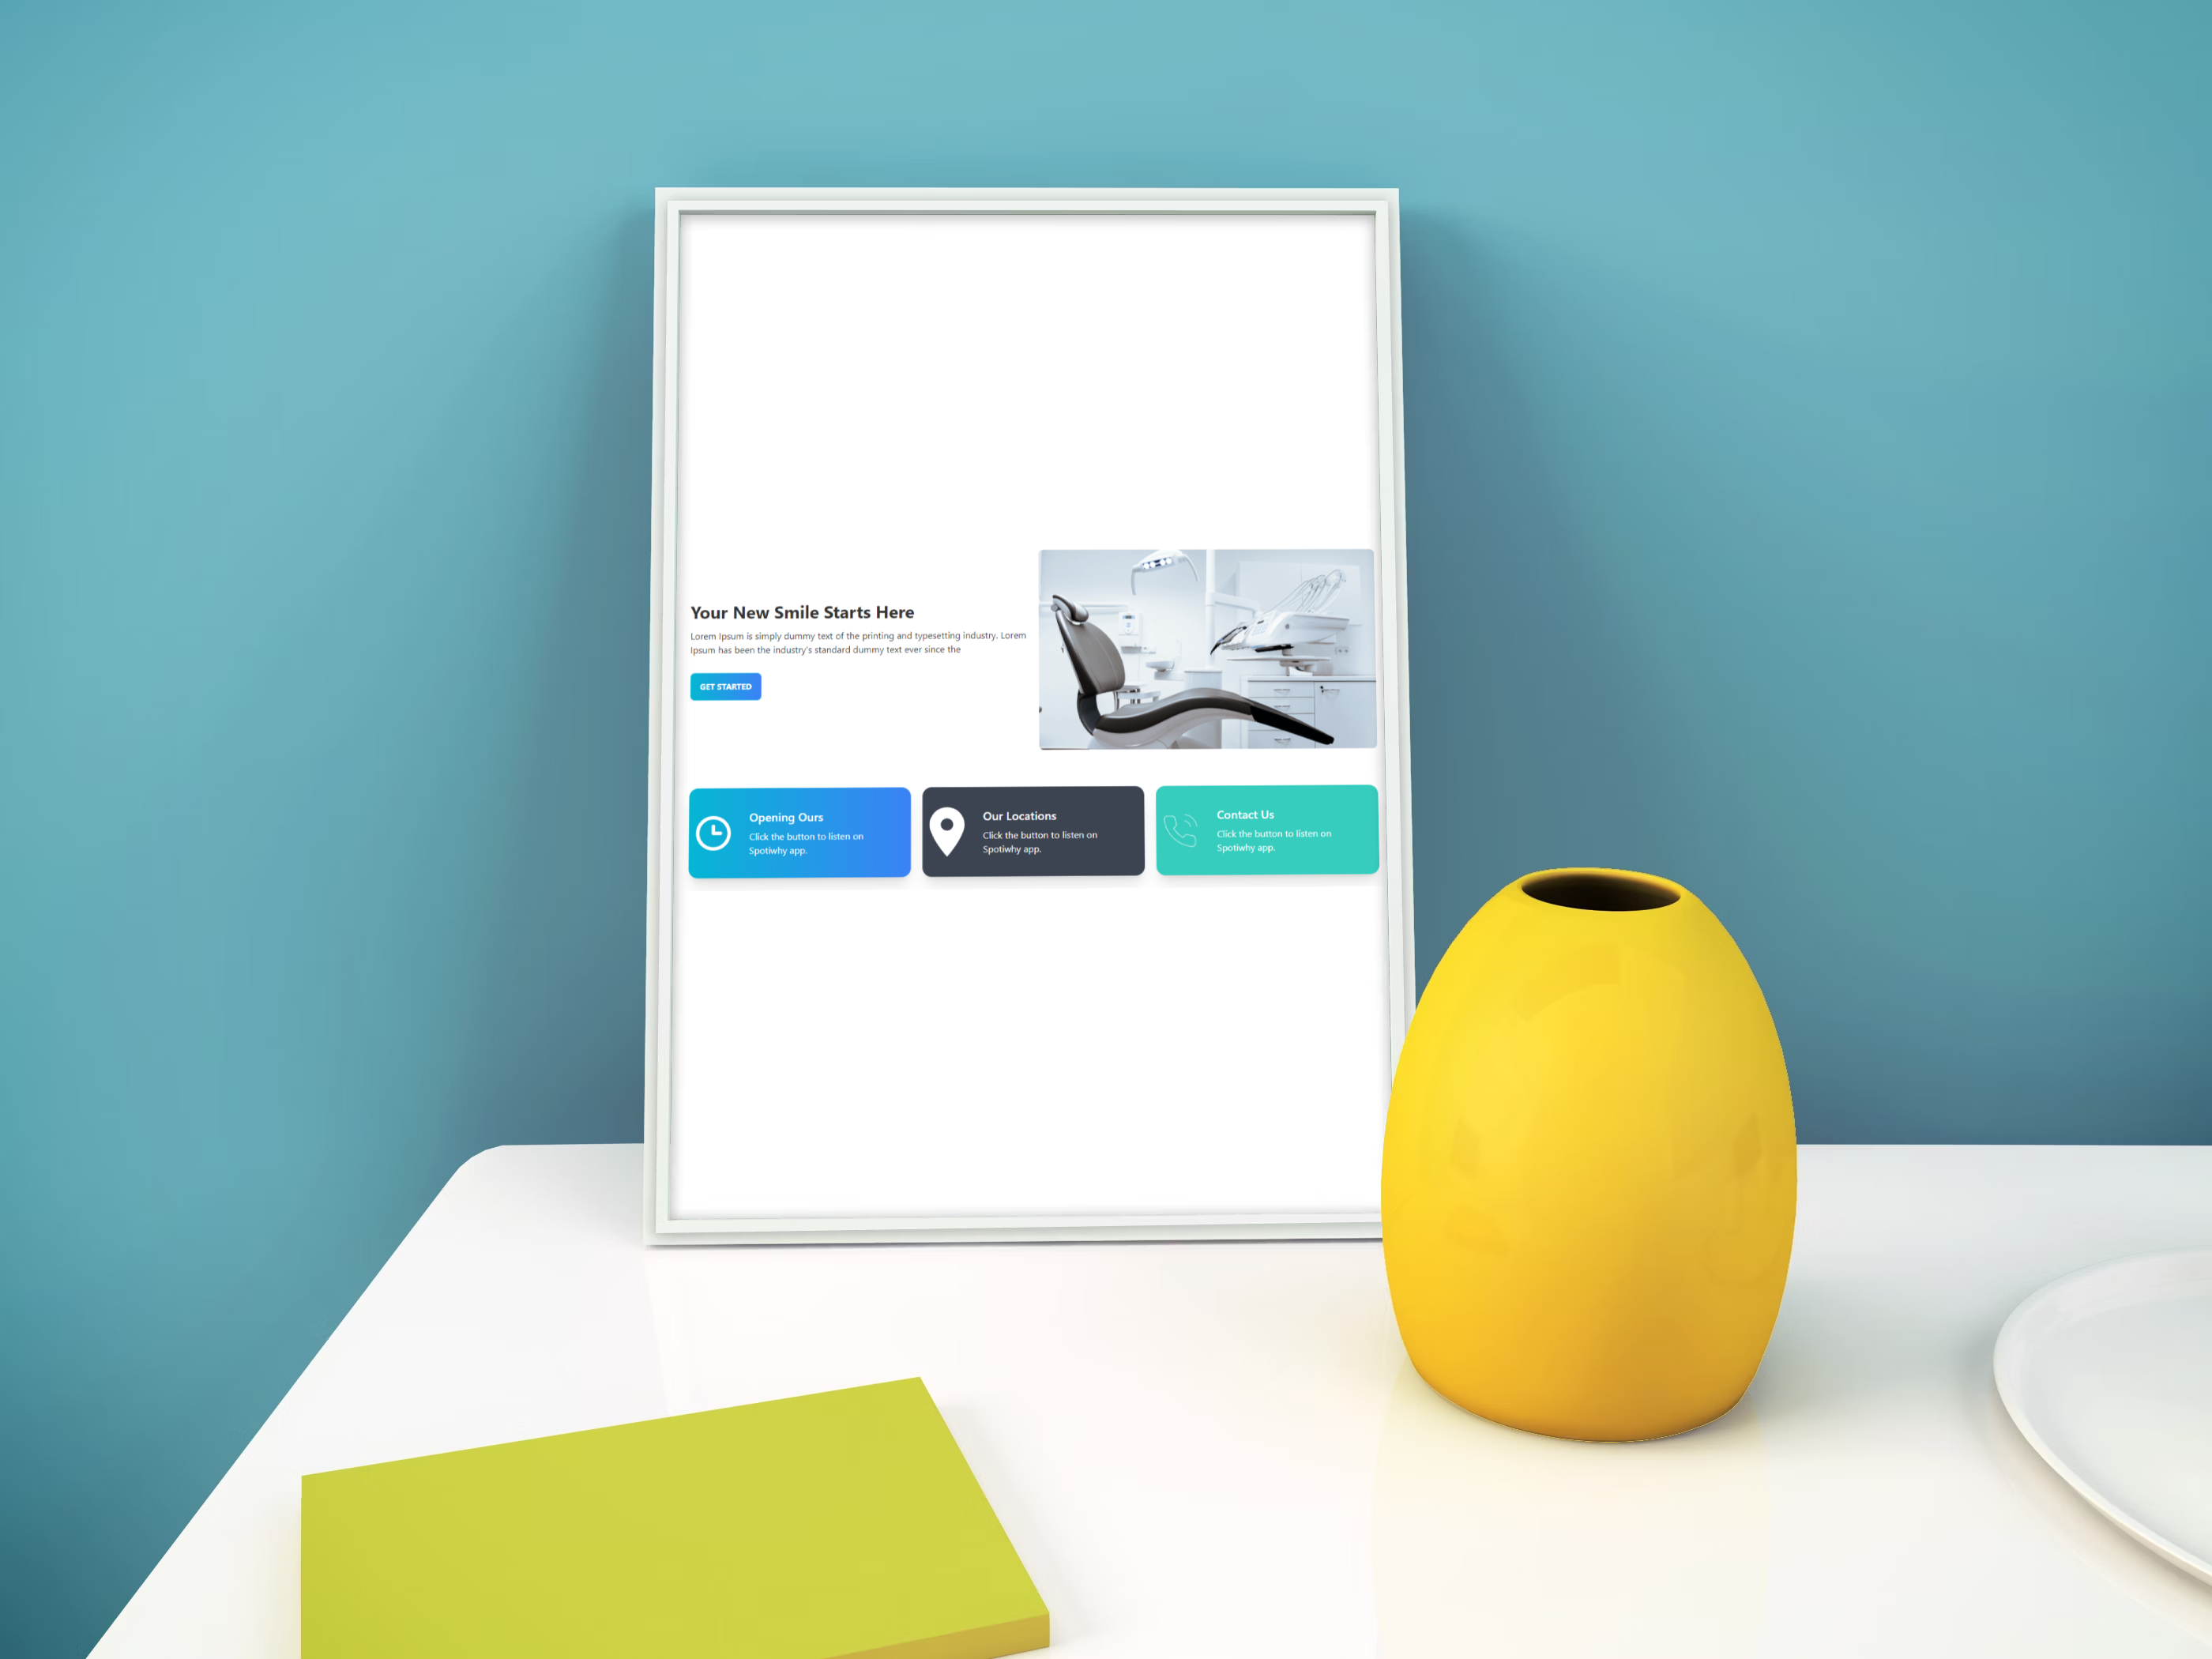 Your New Smile Starts Here
Lorem Ipsum is simply dummy text of the printing and typesetting industry. Lorem
Ipsum has been the industry's standard dummy text ever since the
GET STARTED
Opening Ours
Click the button to listen on
Spotiwhy app.
Our Locations
Click the button to listen on
Spotiwhy app.
Contact Us
Click the button to listen on
Spotiwhy app.